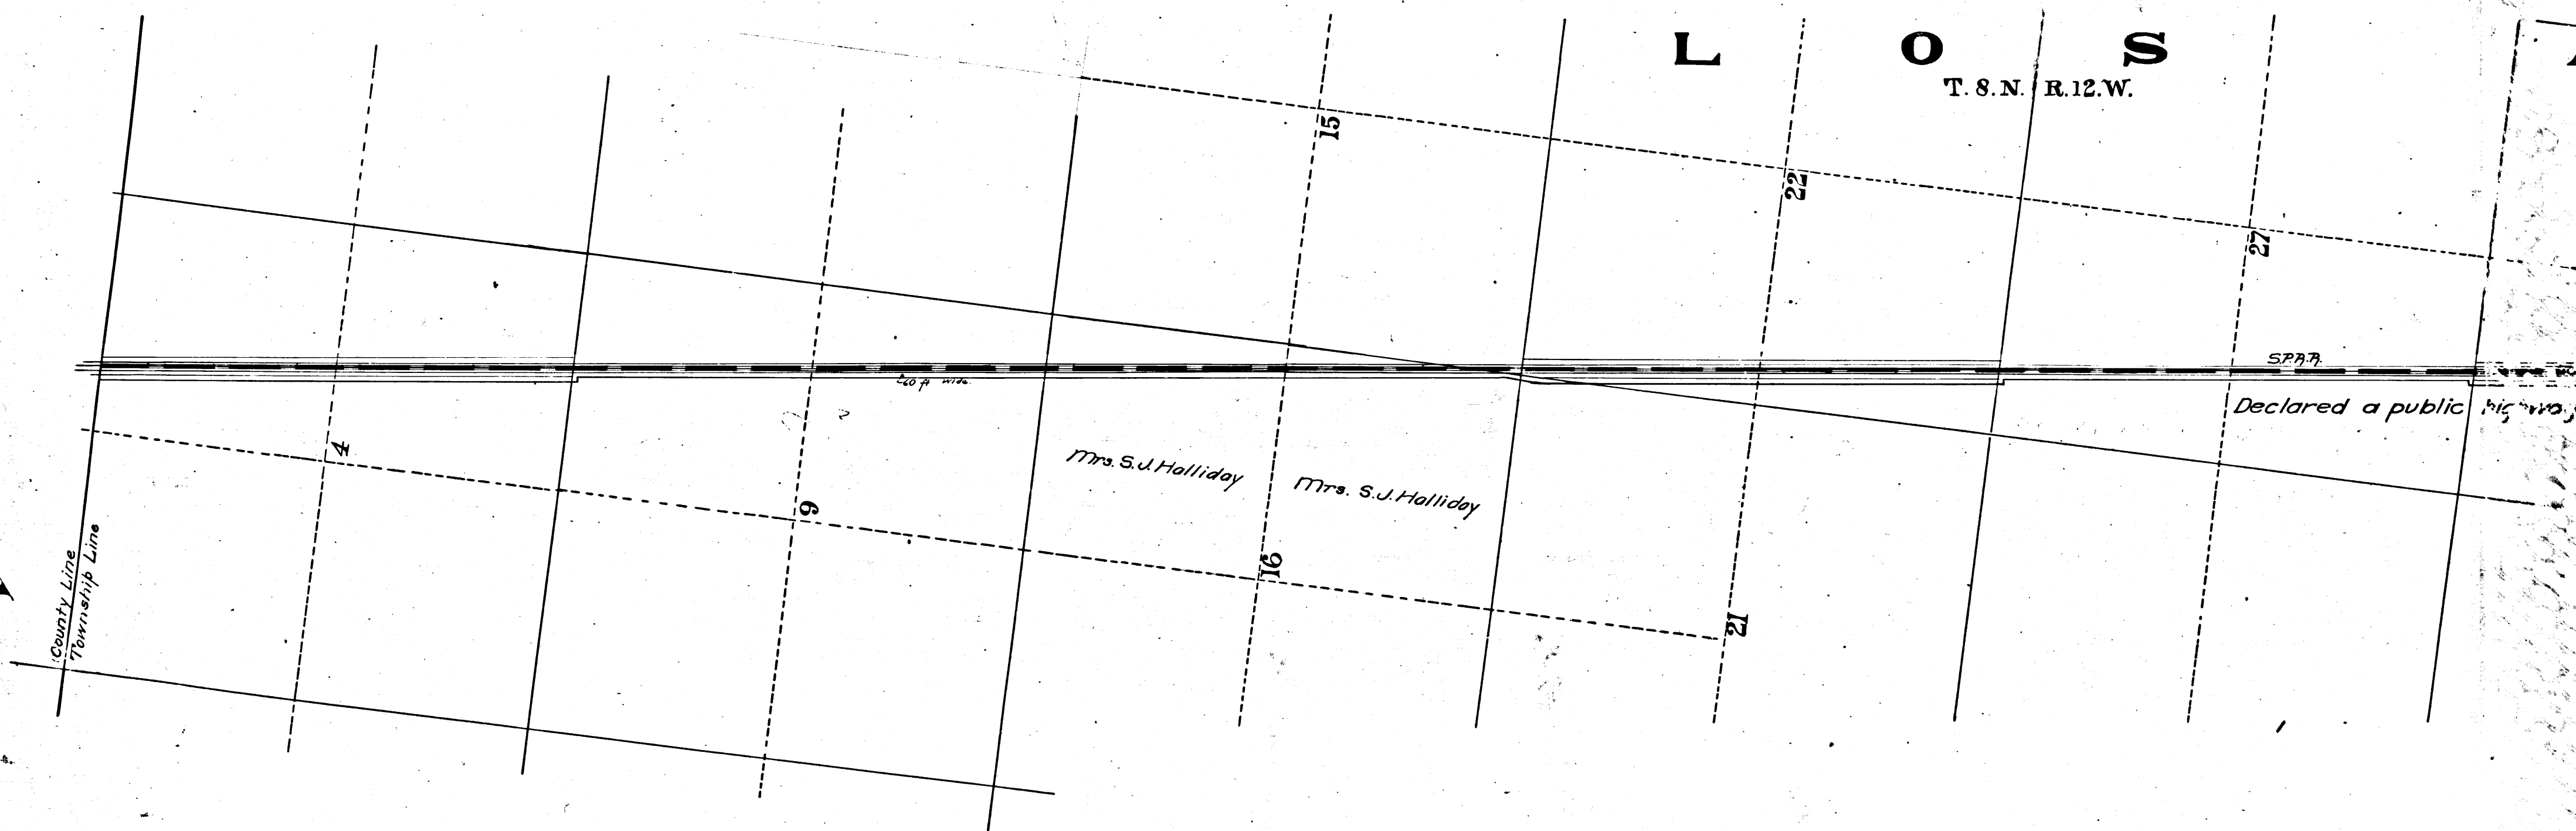 L O S
T. 8. N. R. 12. W.
15
22
27
S.P.R.R.
60 ft wide.
Declared a public
4
9
Mrs. S.J. Halliday
Mrs. S.J. Halliday
16
21
County Line
Township Line